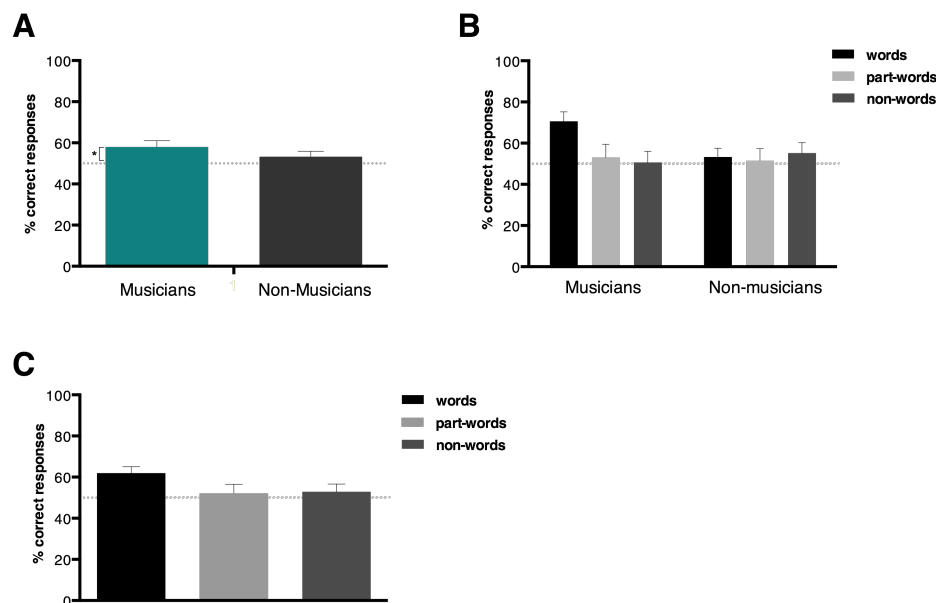 A
% correct responses
100
80
60
40
20
0
*
Musicians
Non-Musicians
B
% correct responses
100
80
60
40
20
0
Musicians
Non-musicians
words
part-words
non-words
C
% correct responses
100
80
60
40
20
0
words
part-words
non-words